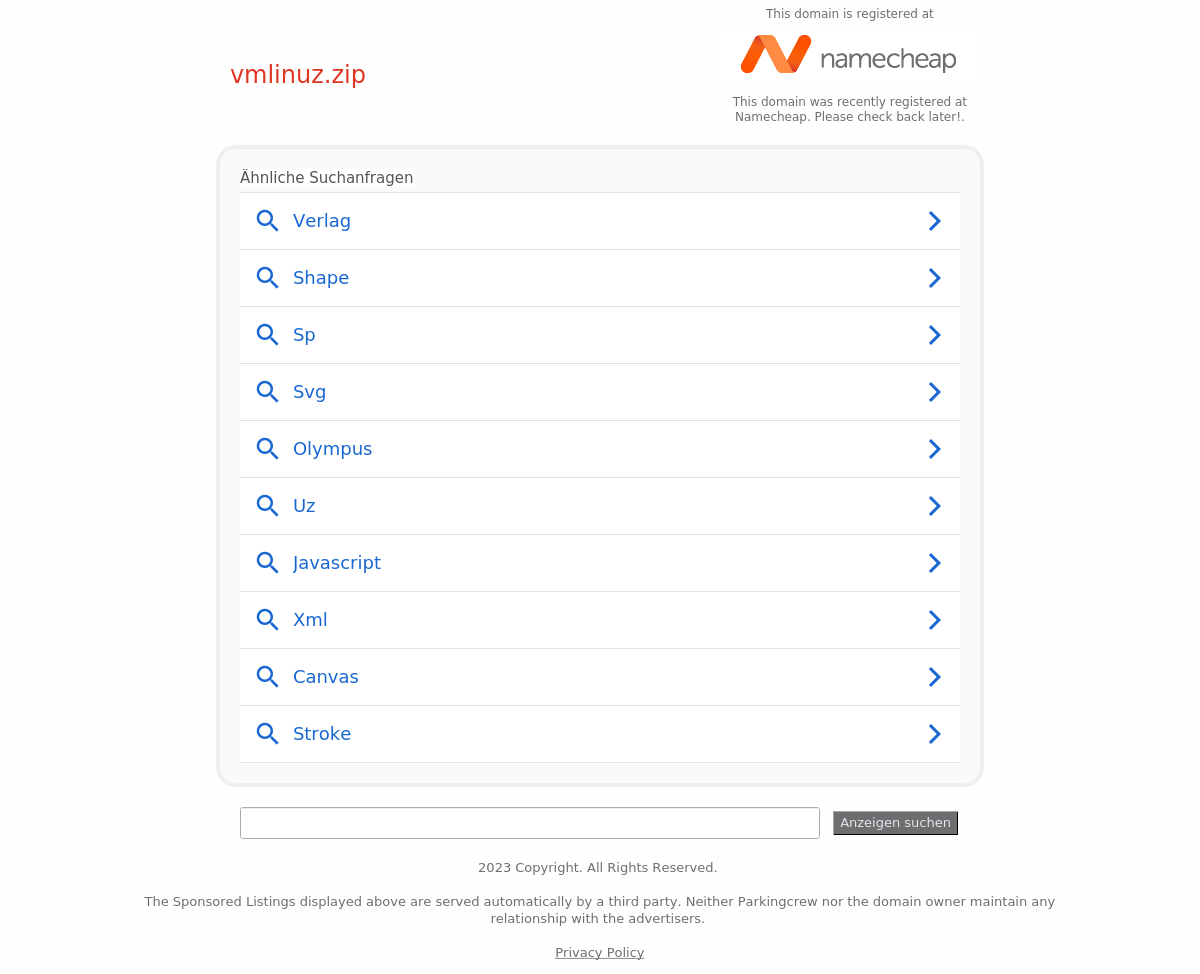 This domain is registered at
vmlinuz.zip
namecheap
This domain was recently registered at
Namecheap. Please check back later!.
Ähnliche Suchanfragen
Verlag
Shape
Sp
Svg
Olympus
Uz
Javascript
Xml
Canvas
Stroke
Anzeigen suchen
2023 Copyright. All Rights Reserved.
The Sponsored Listings displayed above are served automatically by a third party. Neither Parkingcrew nor the domain owner maintain any
relationship with the advertisers.
Privacy Policy